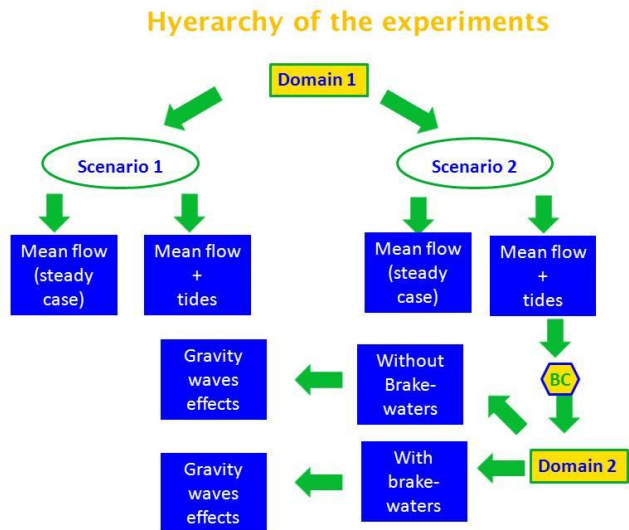 Hyerarchy of the experiments
Domain 1
Scenario 1
Scenario 2
Mean flow
(steady
case)
Mean flow
+
tides
Mean flow
(steady
case)
Mean flow
+
tides
Gravity
waves
effects
Without
Brake-
waters
BC
Gravity
waves
effects
With
brake-
waters
Domain 2